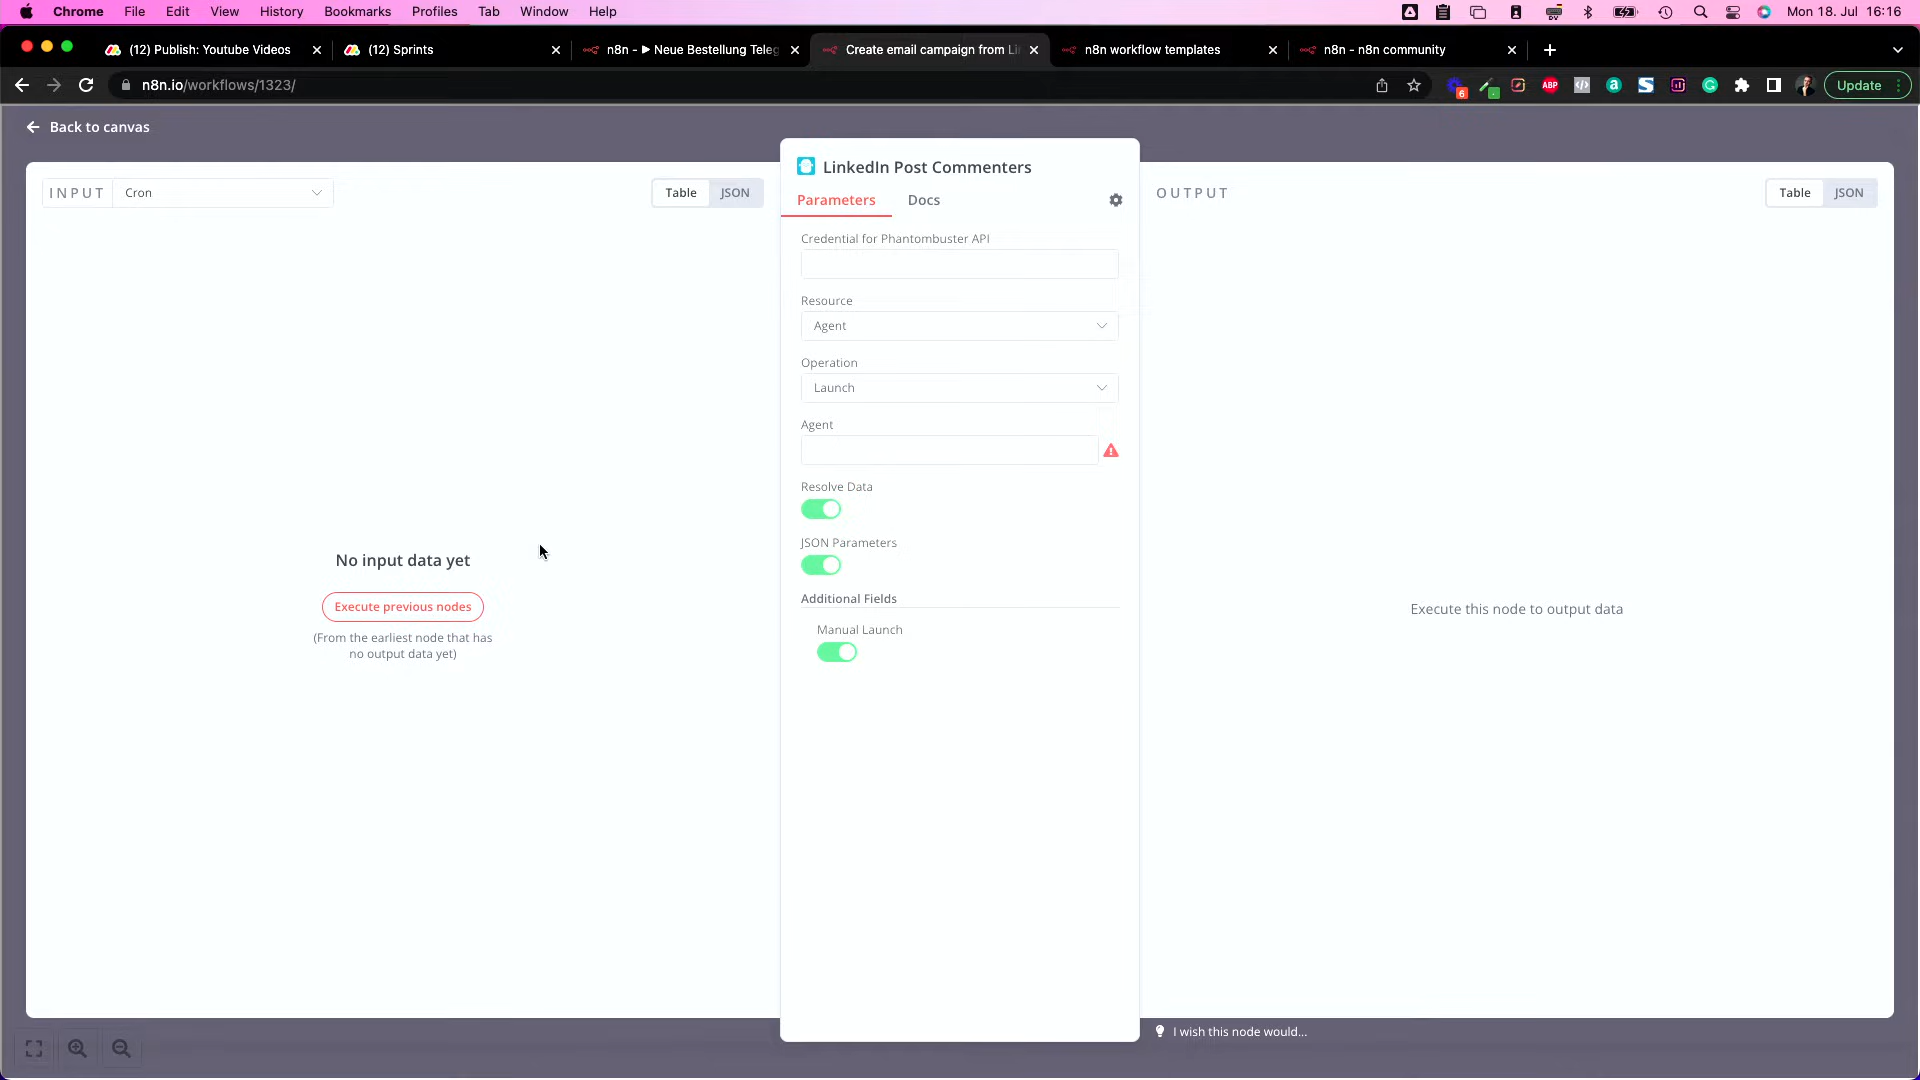 Chrome File Edit View History Bookmarks Profiles Tab Window Help Mon 18. Jul 16:16
(12) Publish: Youtube Videos
(12) Sprints
n8n - ▶ Neue Bestellung Teleg
Create email campaign from Li
n8n workflow templates
n8n - n8n community
n8n.io/workflows/1323/
6
ABP
Update
Back to canvas
INPUT Cron
Table JSON
LinkedIn Post Commenters
Parameters Docs
OUTPUT
Table JSON
Credential for Phantombuster API
Resource
Agent
Operation
Launch
Agent
Resolve Data
JSON Parameters
Additional Fields
Manual Launch
No input data yet
Execute previous nodes
(From the earliest node that has
no output data yet)
Execute this node to output data
I wish this node would...